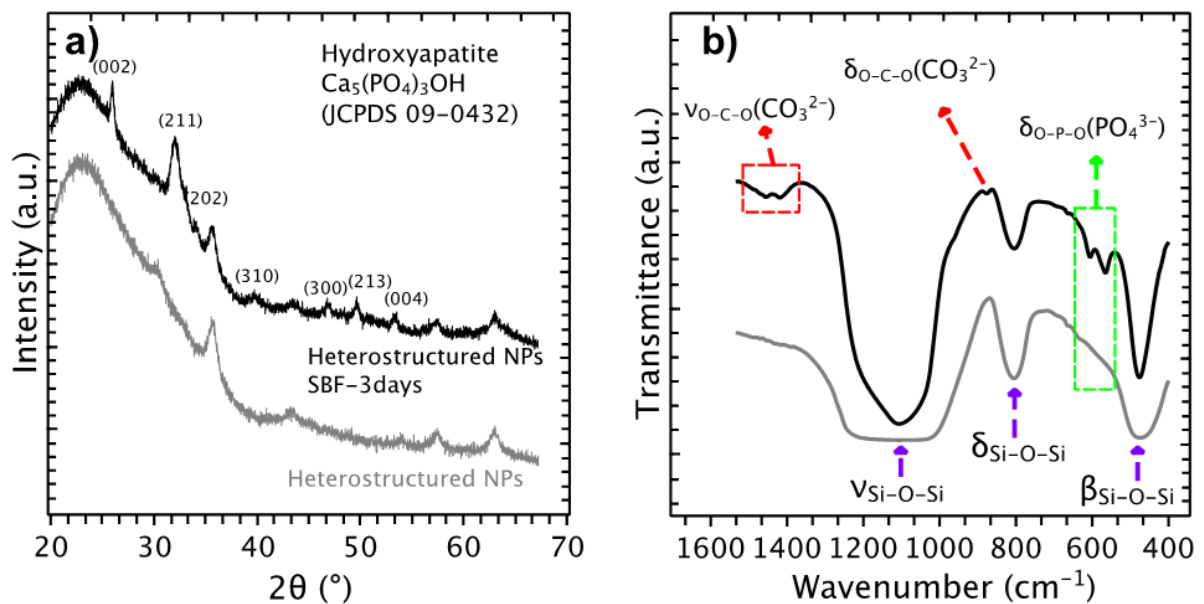 a)
Hydroxyapatite
Ca₅(PO₄)₃OH
(JCPDS 09–0432)
(002)
(211)
(202)
(310)
(300)
(213)
(004)
Heterostructured NPs
SBF–3days
Heterostructured NPs
Intensity (a.u.)
20 30 40 50 60 70
2θ (°)
b)
δO–C–O(CO₃²⁻)
νO–C–O(CO₃²⁻)
δO–P–O(PO₄³⁻)
δSi–O–Si
νSi–O–Si
βSi–O–Si
Transmittance (a.u.)
1600 1400 1200 1000 800 600 400
Wavenumber (cm⁻¹)